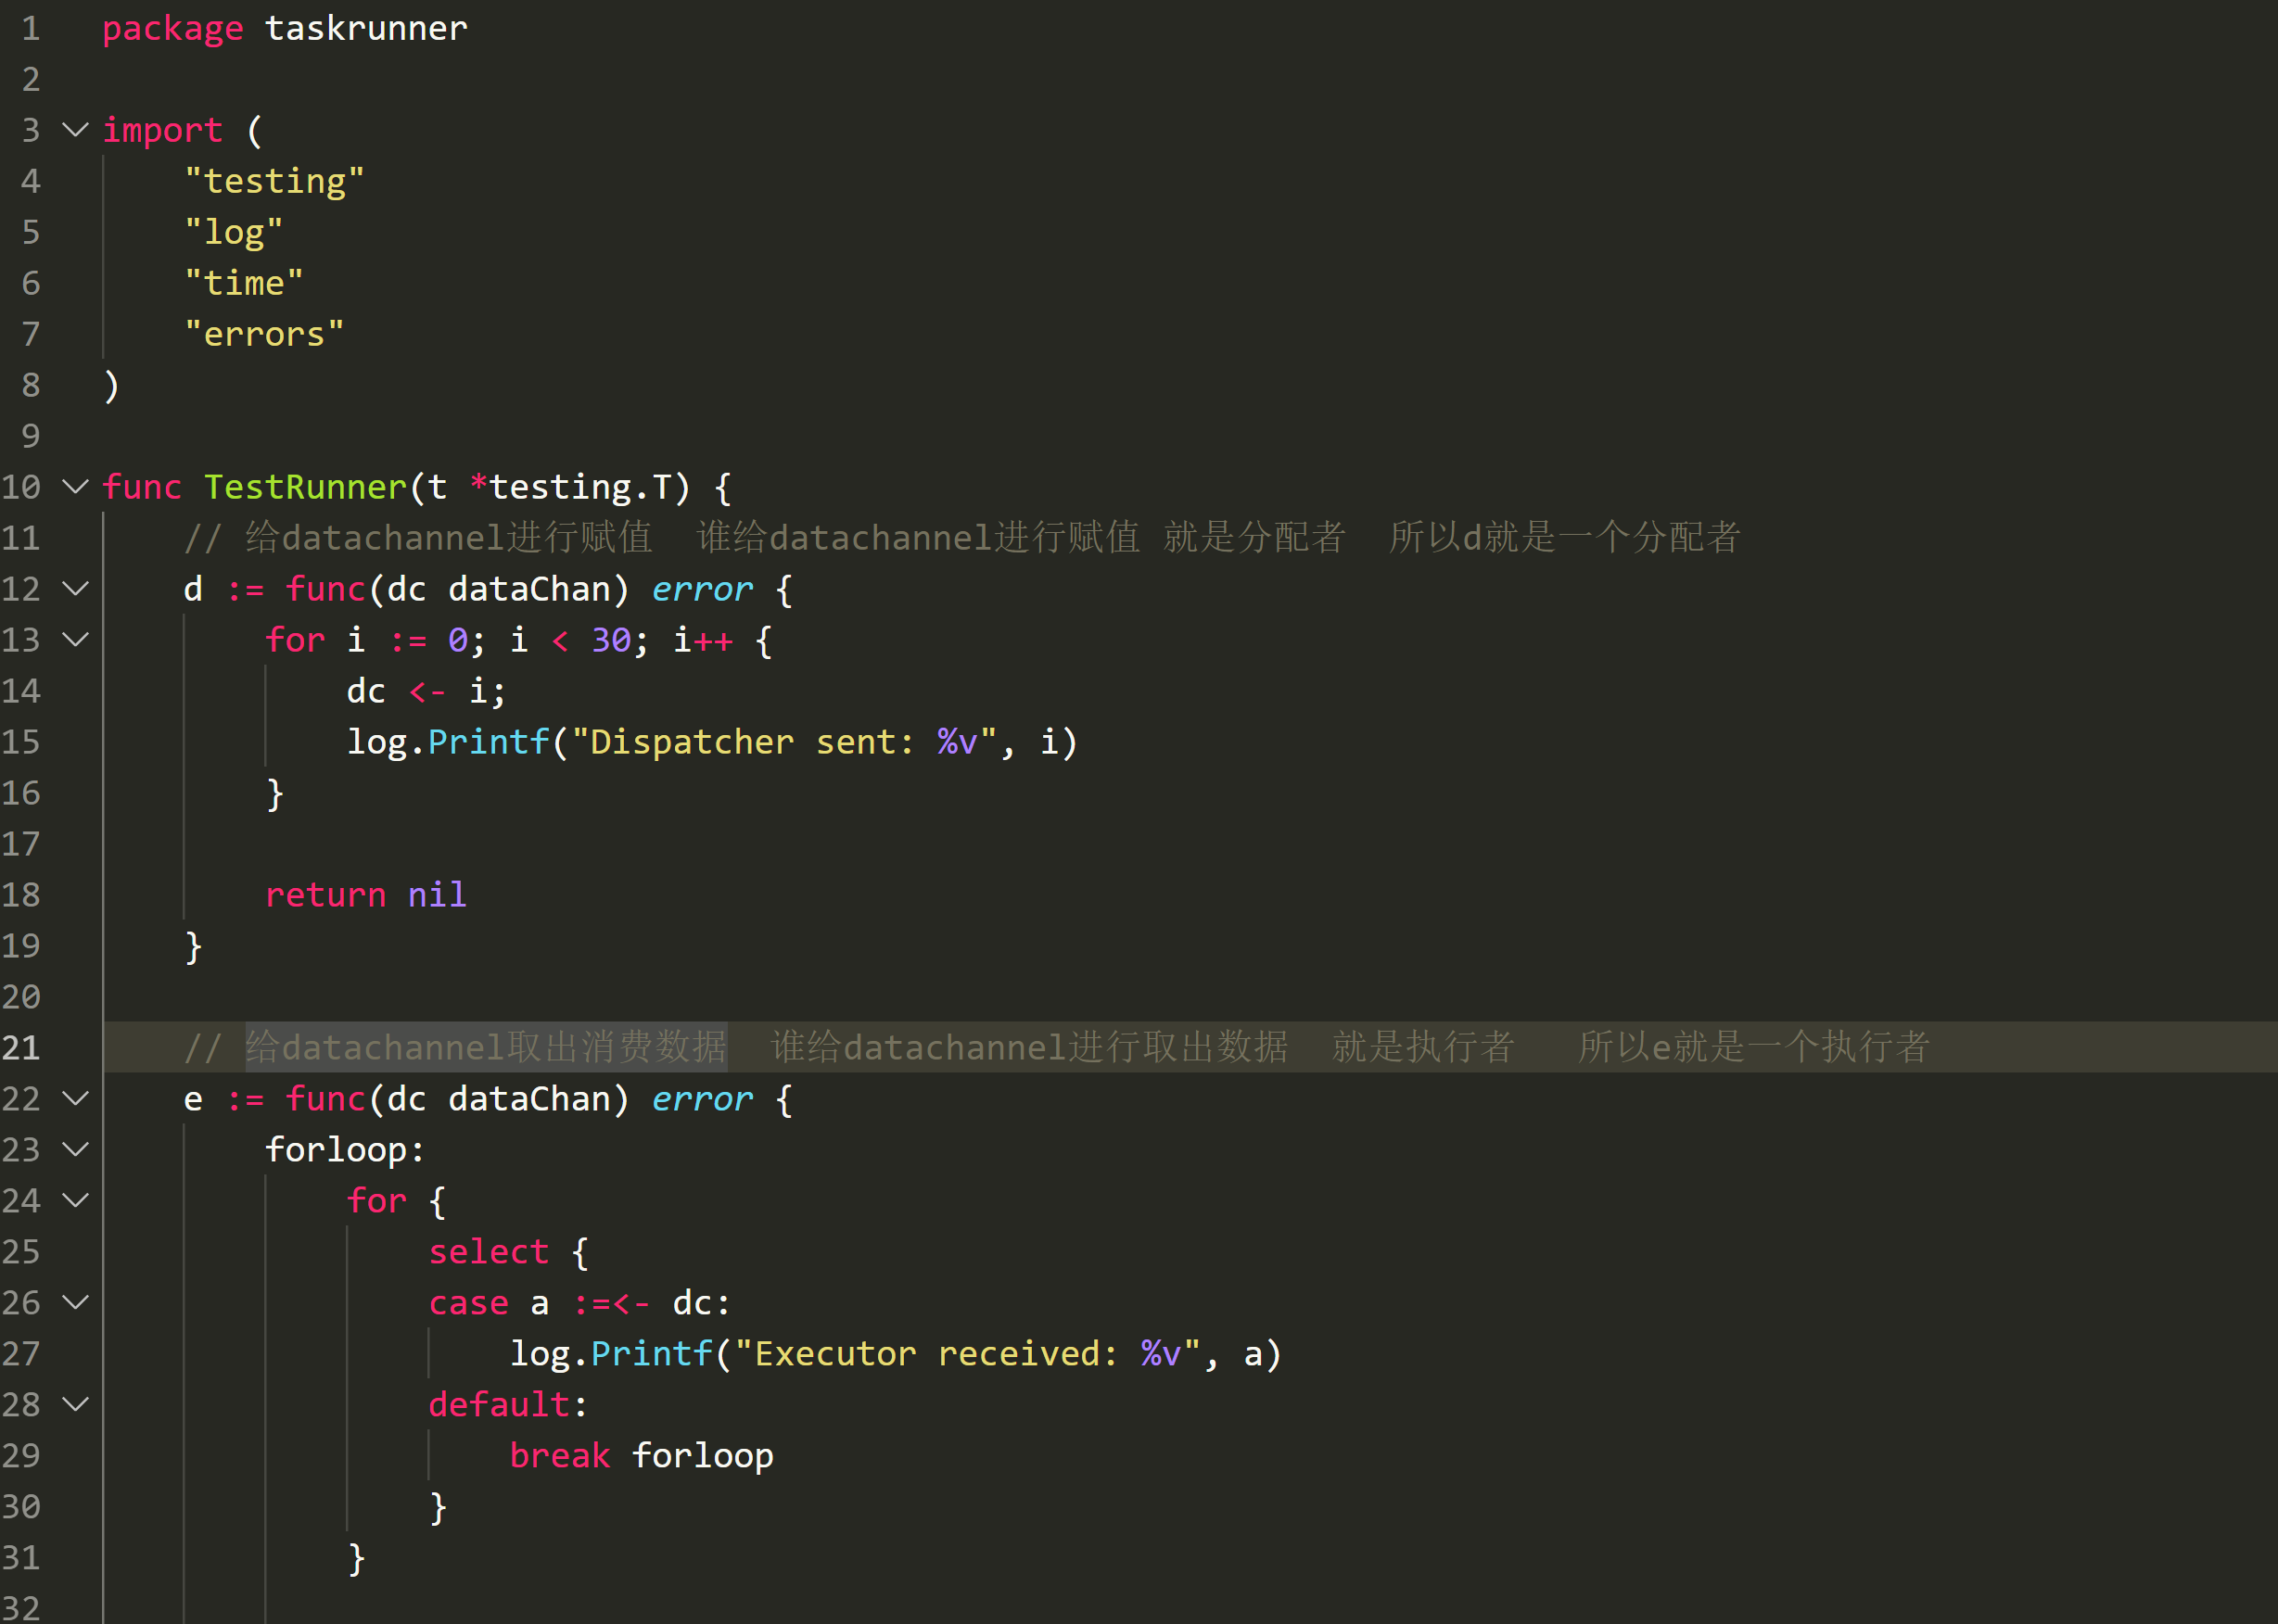 1 package taskrunner
2
3 import (
4     "testing"
5     "log"
6     "time"
7     "errors"
8 )
9
10 func TestRunner(t *testing.T) {
11     // 给datachannel进行赋值  谁给datachannel进行赋值 就是分配者  所以d就是一个分配者
12     d := func(dc dataChan) error {
13         for i := 0; i < 30; i++ {
14             dc <- i;
15             log.Printf("Dispatcher sent: %v", i)
16         }
17
18         return nil
19     }
20
21     // 给datachannel取出消费数据  谁给datachannel进行取出数据  就是执行者   所以e就是一个执行者
22     e := func(dc dataChan) error {
23         forloop:
24             for {
25                 select {
26                 case a :=<- dc:
27                     log.Printf("Executor received: %v", a)
28                 default:
29                     break forloop
30                 }
31             }
32